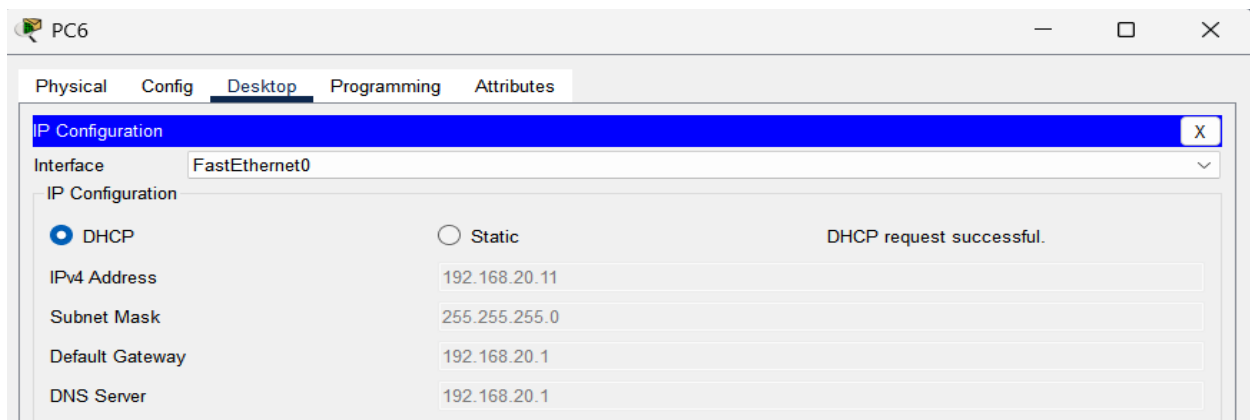 PC6
Physical Config Desktop Programming Attributes
IP Configuration X
Interface FastEthernet0
IP Configuration
DHCP Static DHCP request successful.
IPv4 Address 192.168.20.11
Subnet Mask 255.255.255.0
Default Gateway 192.168.20.1
DNS Server 192.168.20.1